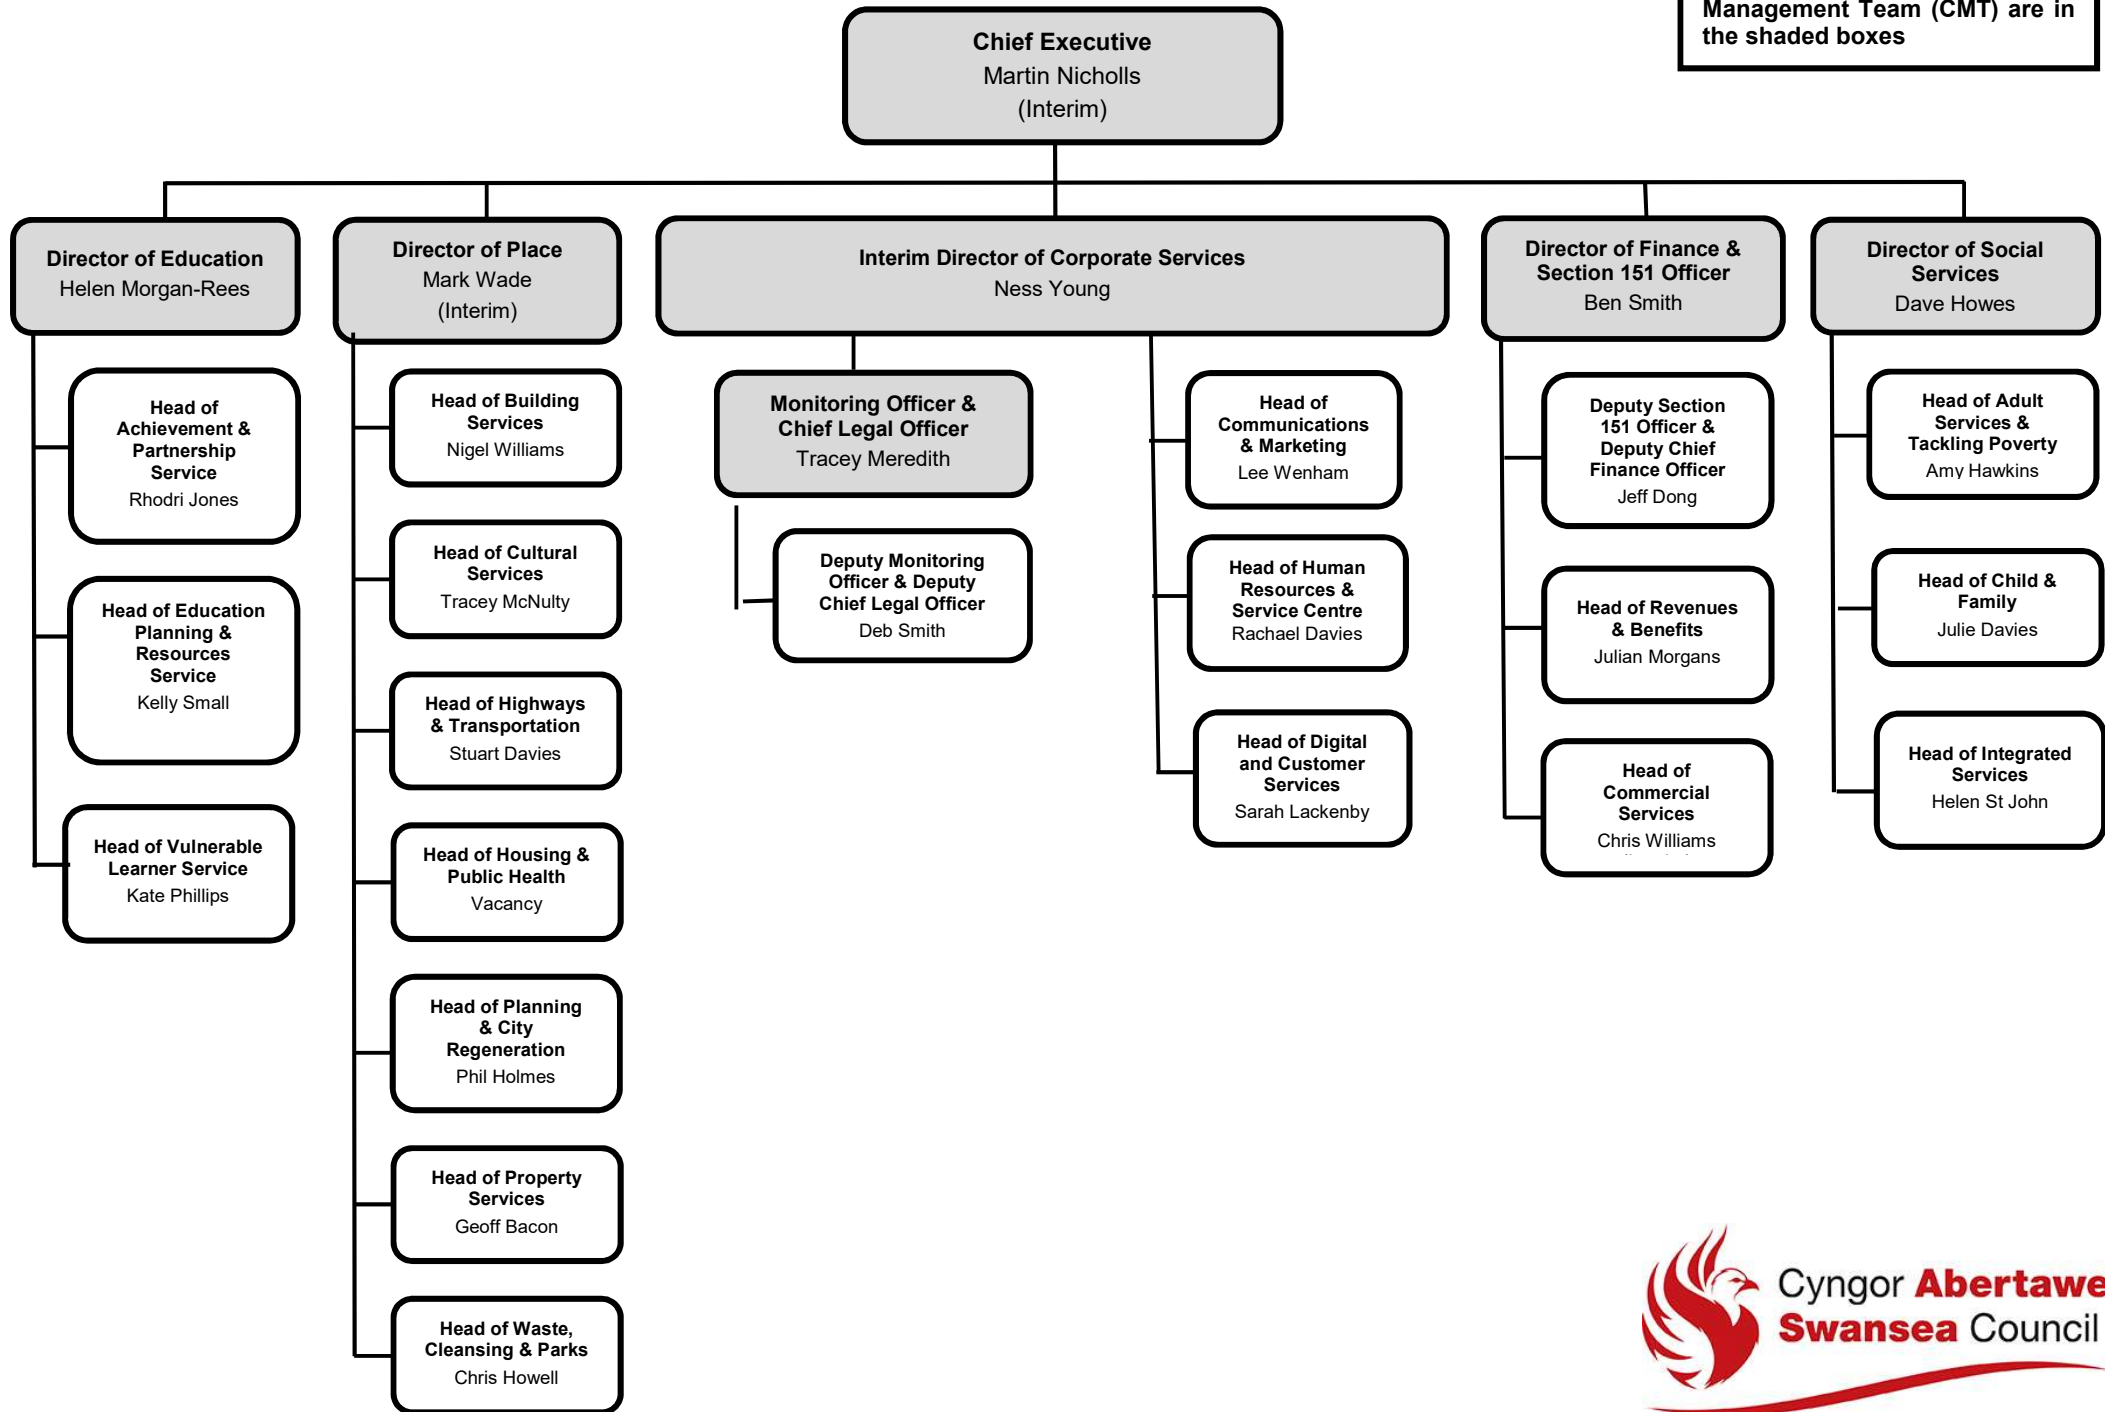 Management Team (CMT) are in
the shaded boxes
Chief Executive
Martin Nicholls
(Interim)
Director of Education
Helen Morgan-Rees
Head of
Achievement &
Partnership
Service
Rhodri Jones
Head of Education
Planning &
Resources
Service
Kelly Small
Head of Vulnerable
Learner Service
Kate Phillips
Director of Place
Mark Wade
(Interim)
Head of Building
Services
Nigel Williams
Head of Cultural
Services
Tracey McNulty
Head of Highways
& Transportation
Stuart Davies
Head of Housing &
Public Health
Vacancy
Head of Planning
& City
Regeneration
Phil Holmes
Head of Property
Services
Geoff Bacon
Head of Waste,
Cleansing & Parks
Chris Howell
Interim Director of Corporate Services
Ness Young
Monitoring Officer &
Chief Legal Officer
Tracey Meredith
Deputy Monitoring
Officer & Deputy
Chief Legal Officer
Deb Smith
Head of
Communications
& Marketing
Lee Wenham
Head of Human
Resources &
Service Centre
Rachael Davies
Head of Digital
and Customer
Services
Sarah Lackenby
Director of Finance &
Section 151 Officer
Ben Smith
Deputy Section
151 Officer &
Deputy Chief
Finance Officer
Jeff Dong
Head of Revenues
& Benefits
Julian Morgans
Head of
Commercial
Services
Chris Williams
Director of Social
Services
Dave Howes
Head of Adult
Services &
Tackling Poverty
Amy Hawkins
Head of Child &
Family
Julie Davies
Head of Integrated
Services
Helen St John
Cyngor Abertawe
Swansea Council